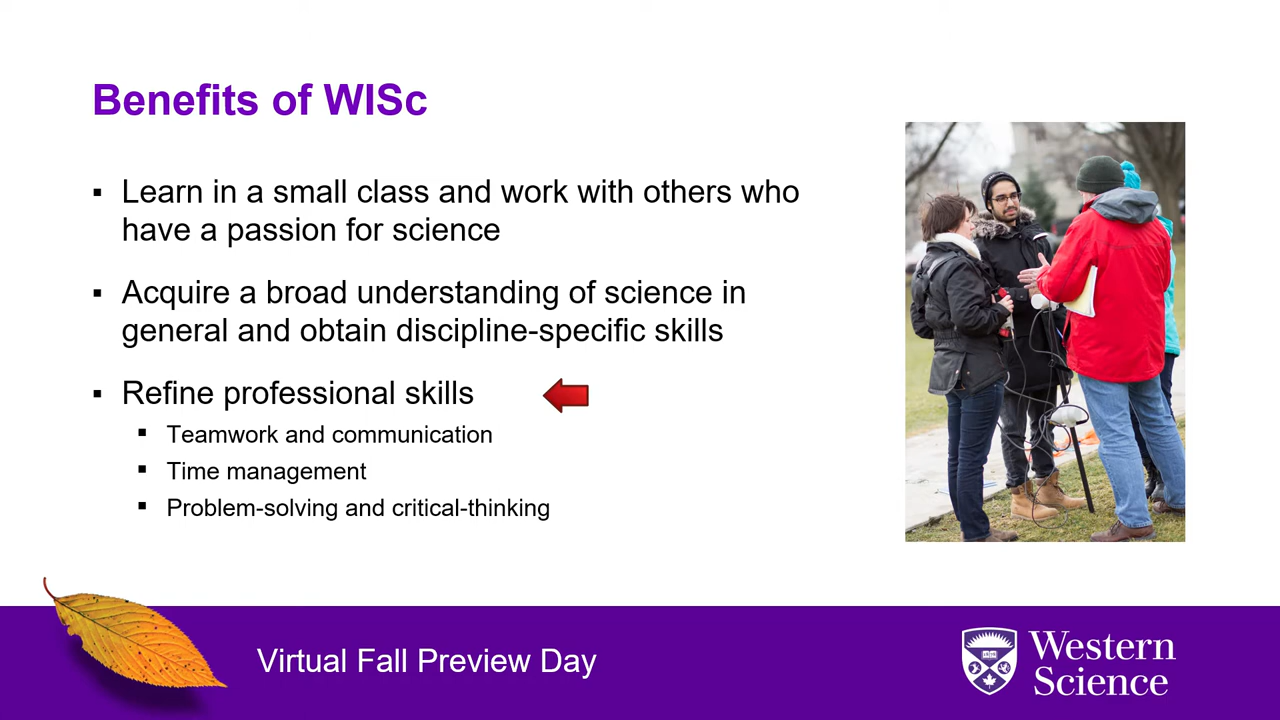 Benefits of WISc
▪ Learn in a small class and work with others who
have a passion for science
▪ Acquire a broad understanding of science in
general and obtain discipline-specific skills
▪ Refine professional skills
▪ Teamwork and communication
▪ Time management
▪ Problem-solving and critical-thinking
Virtual Fall Preview Day
Western
Science